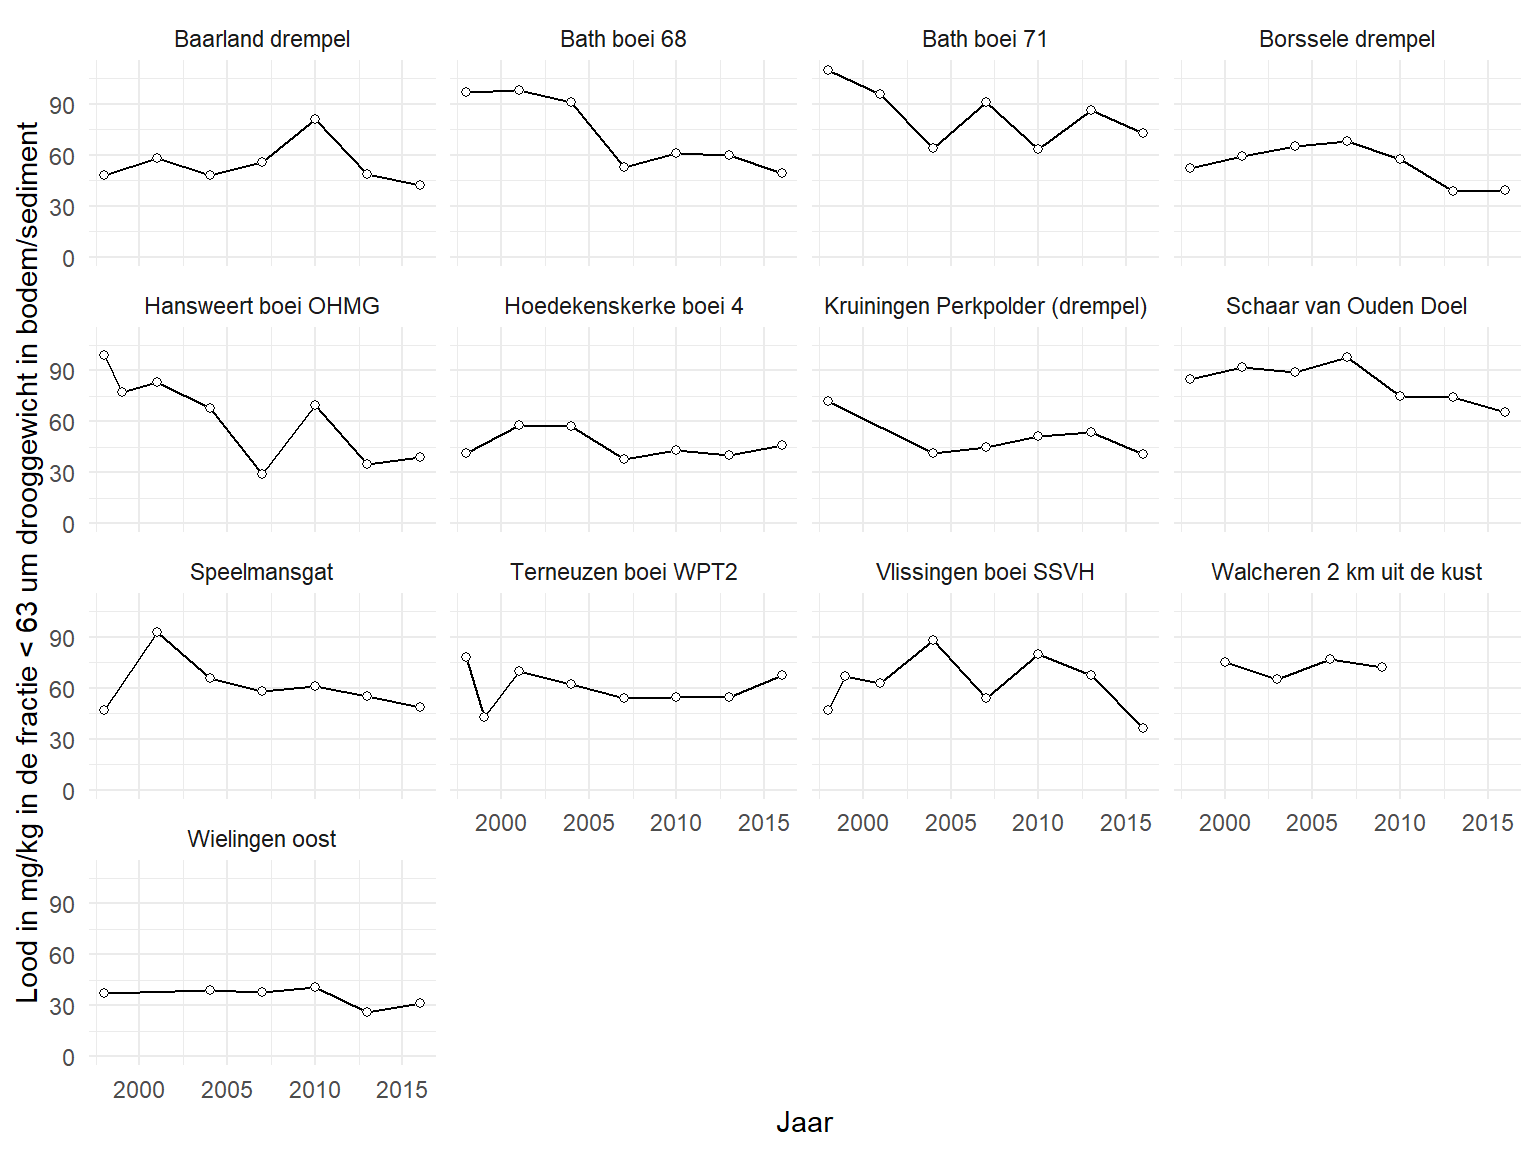 Lood in mg/kg in de fractie < 63 um drooggewicht in bodem/sediment
Baarland drempel
Bath boei 68
Bath boei 71
Borssele drempel
90
60
30
0
Hansweert boei OHMG
Hoedekenskerke boei 4
Kruiningen Perkpolder (drempel)
Schaar van Ouden Doel
90
60
30
0
Speelmansgat
Terneuzen boei WPT2
Vlissingen boei SSVH
Walcheren 2 km uit de kust
90
60
30
0
2000 2005 2010 2015
2000 2005 2010 2015
2000 2005 2010 2015
Wielingen oost
90
60
30
0
2000 2005 2010 2015
Jaar